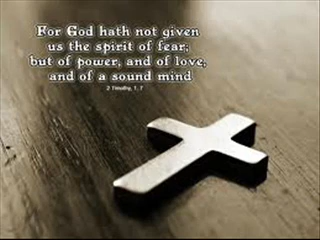 For God hath not given
us the spirit of fear;
but of power, and of love,
and of a sound mind
2 Timothy, 1, 7